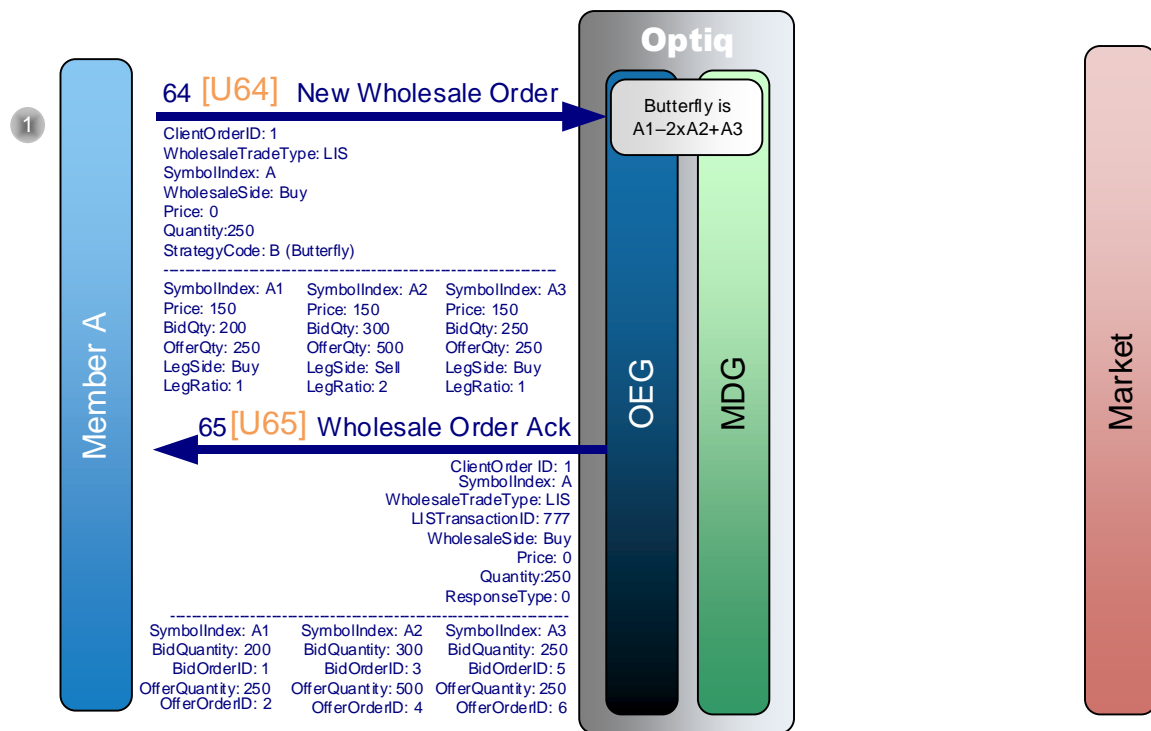 Optiq
64 [U64] New Wholesale Order
Butterfly is
A1–2xA2+A3
1
ClientOrderID: 1
WholesaleTradeType: LIS
SymbolIndex: A
WholesaleSide: Buy
Price: 0
Quantity:250
StrategyCode: B (Butterfly)
----------------------------------------------------------------
SymbolIndex: A1 SymbolIndex: A2 SymbolIndex: A3
Price: 150 Price: 150 Price: 150
BidQty: 200 BidQty: 300 BidQty: 250
OfferQty: 250 OfferQty: 500 OfferQty: 250
LegSide: Buy LegSide: Sell LegSide: Buy
LegRatio: 1 LegRatio: 2 LegRatio: 1
Member A
OEG
MDG
Market
65 [U65] Wholesale Order Ack
ClientOrder ID: 1
SymbolIndex: A
WholesaleTradeType: LIS
LISTransactionID: 777
WholesaleSide: Buy
Price: 0
Quantity:250
ResponseType: 0
----------------------------------------------------------------
SymbolIndex: A1 SymbolIndex: A2 SymbolIndex: A3
BidQuantity: 200 BidQuantity: 300 BidQuantity: 250
BidOrderID: 1 BidOrderID: 3 BidOrderID: 5
OfferQuantity: 250 OfferQuantity: 500 OfferQuantity: 250
OfferOrderID: 2 OfferOrderID: 4 OfferOrderID: 6